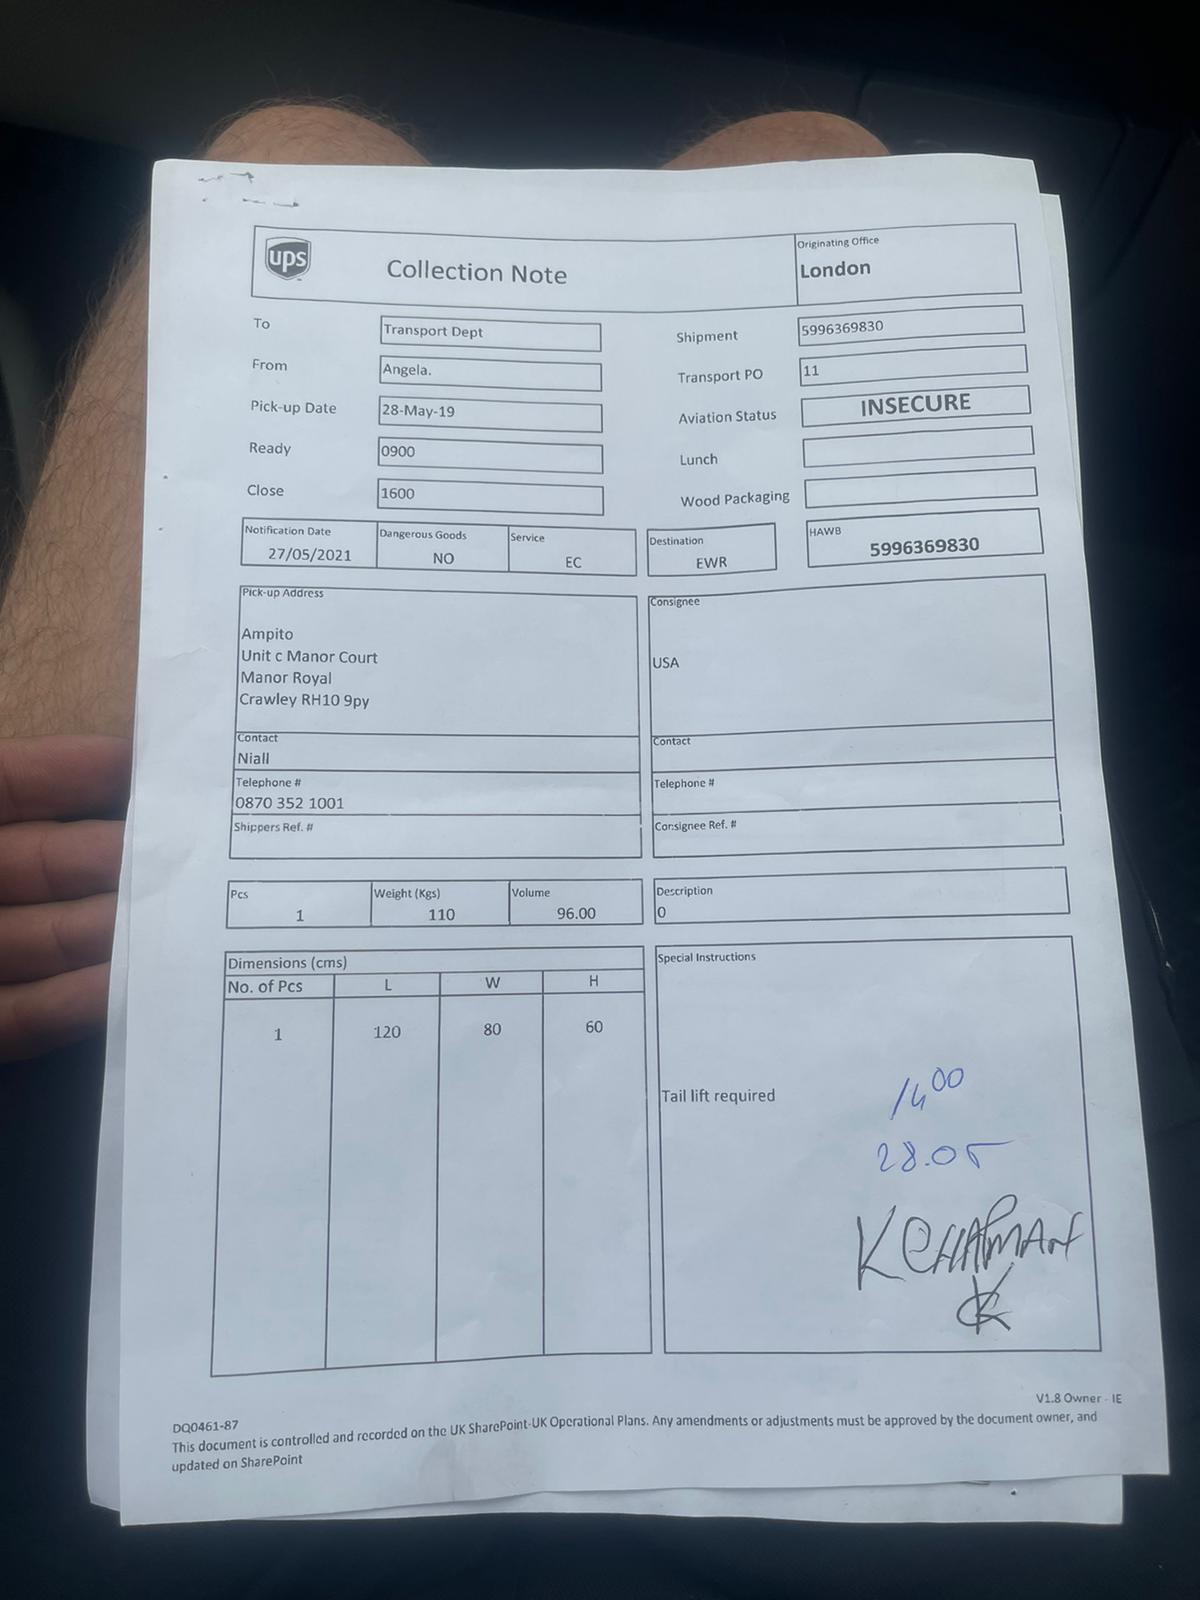 ups
Collection Note
Originating Office
London
To
Transport Dept
Shipment
5996369830
From
Angela.
Transport PO
11
Pick-up Date
28-May-19
Aviation Status
INSECURE
Ready
0900
Lunch
Close
1600
Wood Packaging
Notification Date
27/05/2021
Dangerous Goods
NO
Service
EC
Destination
EWR
HAWB
5996369830
Pick-up Address
Ampito
Unit c Manor Court
Manor Royal
Crawley RH10 9py
Consignee
USA
Contact
Niall
Contact
Telephone #
0870 352 1001
Telephone #
Shippers Ref. #
Consignee Ref. #
Pcs
1
Weight (Kgs)
110
Volume
96.00
Description
0
Dimensions (cms)
No. of Pcs L W H
1 120 80 60
Special Instructions
Tail lift required
14 00
28.05
K CHAPMAN
V1.8 Owner - IE
DQ0461-87
This document is controlled and recorded on the UK SharePoint-UK Operational Plans. Any amendments or adjustments must be approved by the document owner, and
updated on SharePoint